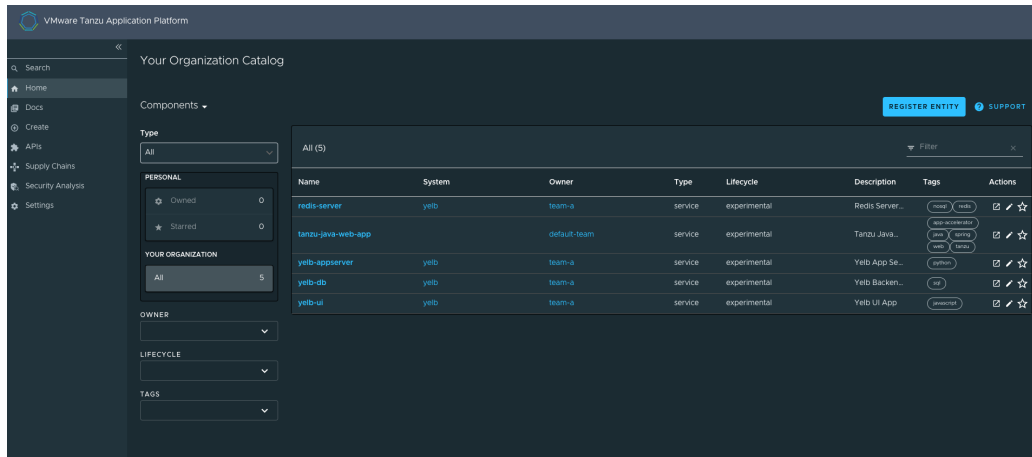 VMware Tanzu Application Platform
Search
Home
Docs
Create
APIs
Supply Chains
Security Analysis
Settings
Your Organization Catalog
Components
REGISTER ENTITY
SUPPORT
Type
All
PERSONAL
Owned 0
Starred 0
YOUR ORGANIZATION
All 5
OWNER
LIFECYCLE
TAGS
All (5)
Filter
Name System Owner Type Lifecycle Description Tags Actions
redis-server yelb team-a service experimental Redis Server... nosql redis
tanzu-java-web-app default-team service experimental Tanzu Java... app-accelerator java spring web tanzu
yelb-appserver yelb team-a service experimental Yelb App Se... python
yelb-db yelb team-a service experimental Yelb Backen... sql
yelb-ui yelb team-a service experimental Yelb UI App javascript